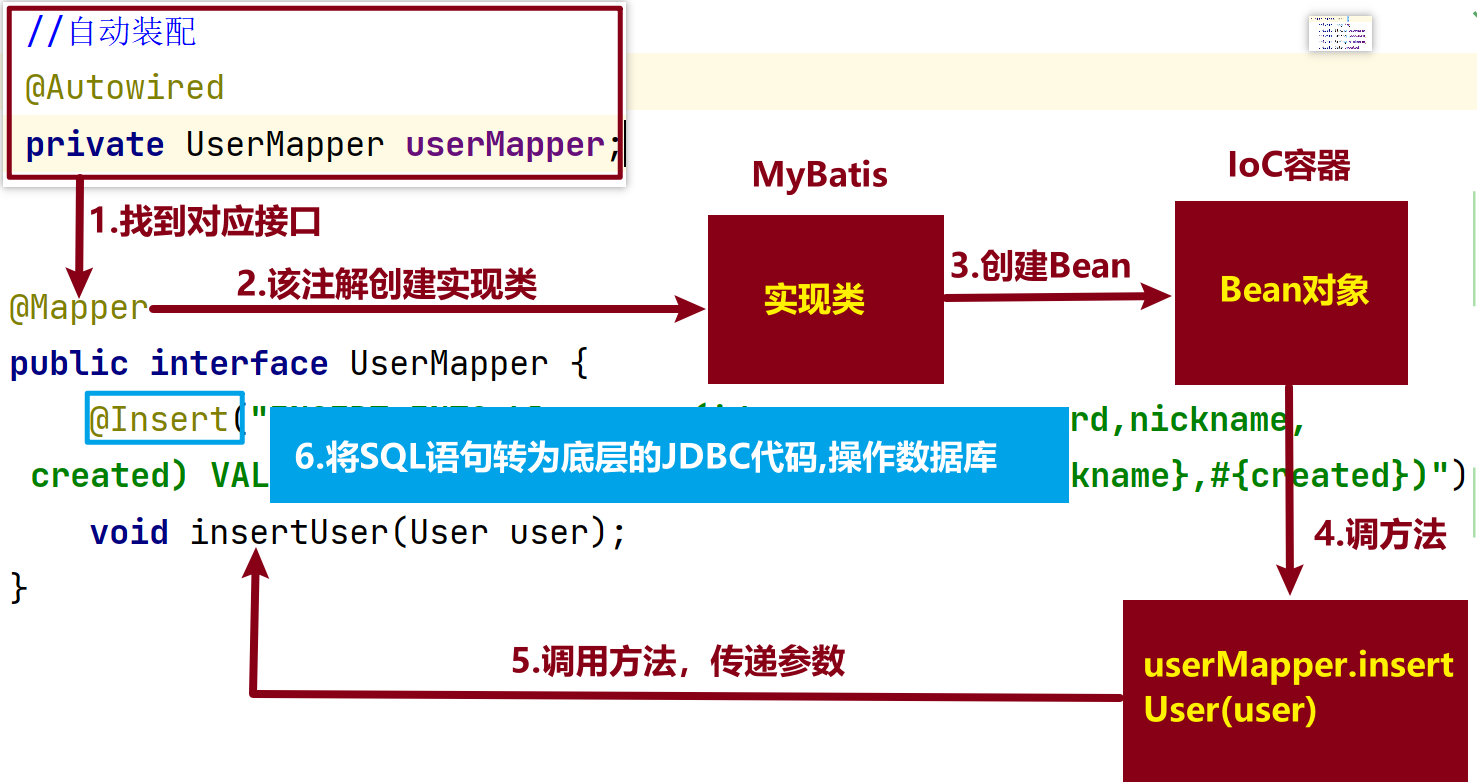 //自动装配
@Autowired
private UserMapper userMapper;
MyBatis
IoC容器
1.找到对应接口
2.该注解创建实现类
3.创建Bean
实现类
Bean对象
@Mapper
public interface UserMapper {
@Insert("
rd,nickname,
6.将SQL语句转为底层的JDBC代码,操作数据库
created) VAL
kname},#{created})")
void insertUser(User user);
4.调方法
}
5.调用方法，传递参数
userMapper.insert
User(user)